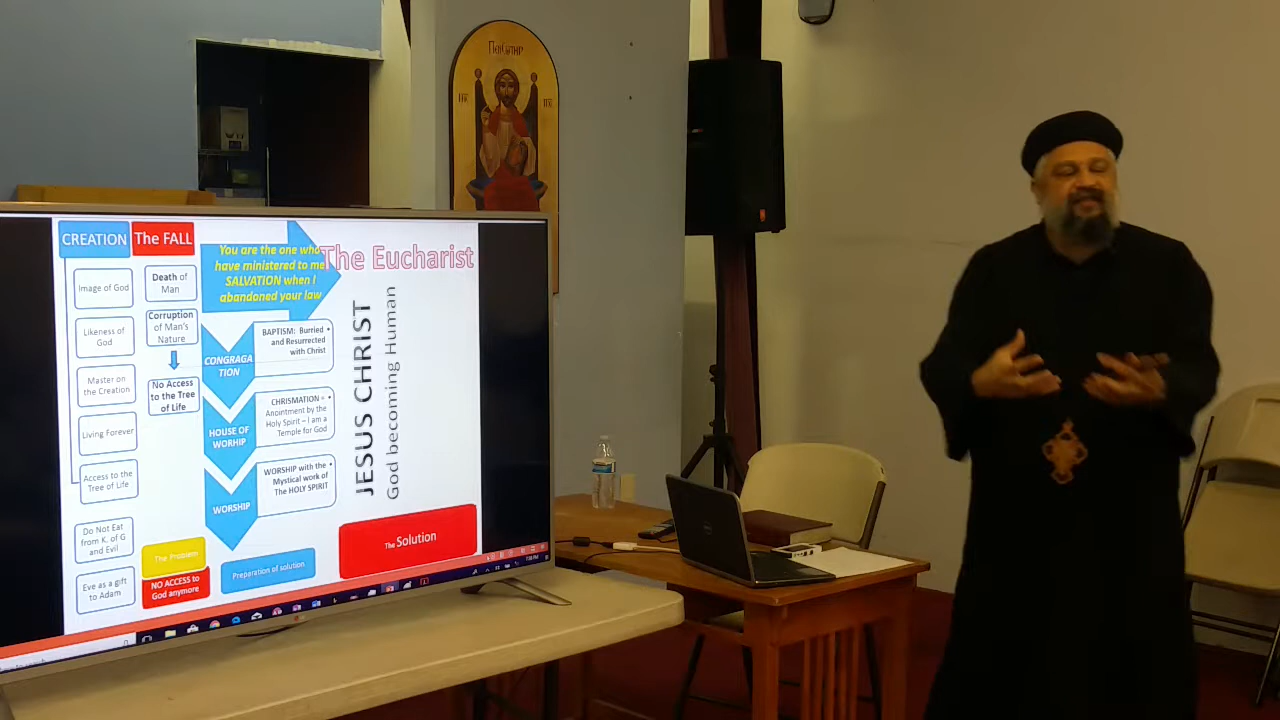 CREATION
The FALL
Image of God
Likeness of
God
Master on
the Creation
Living Forever
Access to the
Tree of Life
Do Not Eat
from K. of G
and Evil
Eve as a gift
to Adam
Death of
Man
Corruption
of Man's
Nature
No Access
to the Tree
of Life
The Problem
NO ACCESS to
God anymore
You are the one who
have ministered to me
SALVATION when I
abandoned your law
CONGRAGA
TION
HOUSE OF
WORHIP
WORSHIP
BAPTISM: Burried
and Resurrected
with Christ
CHRISMATION =
Anointment by the
Holy Spirit – I am a
Temple for God
WORSHIP with the
Mystical work of
The HOLY SPIRIT
Preparation of solution
The Eucharist
JESUS CHRIST
God becoming Human
The Solution